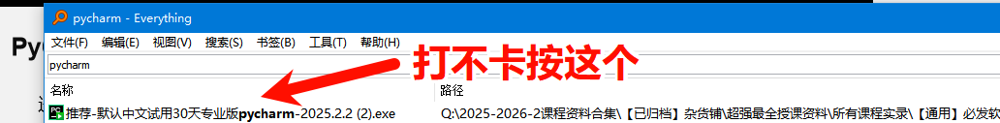 pycharm - Everything
文件(F) 编辑(E) 视图(V) 搜索(S) 书签(B) 工具(T) 帮助(H)
Py
pycharm
打不卡按这个
名称 路径
推荐-默认中文试用30天专业版pycharm-2025.2.2 (2).exe Q:\2025-2026-2课程资料合集\【已归档】杂货铺\超强最全授课资料\所有课程实录\【通用】必发软